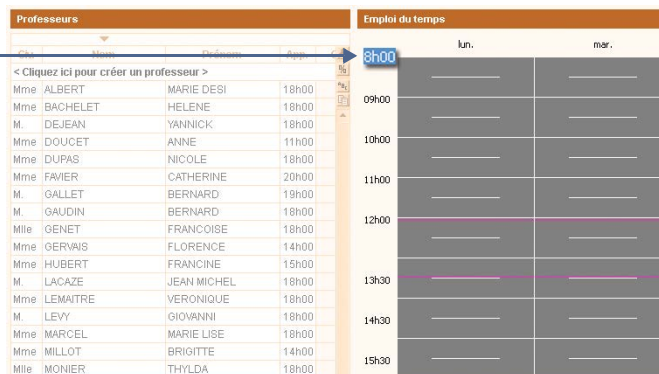 Professeurs
Civ. Nom Prénom App.
< Cliquez ici pour créer un professeur >
Mme ALBERT MARIE DESI 18h00
Mme BACHELET HELENE 18h00
M. DEJEAN YANNICK 18h00
Mme DOUCET ANNE 11h00
Mme DUPAS NICOLE 18h00
Mme FAVIER CATHERINE 20h00
M. GALLET BERNARD 19h00
M. GAUDIN BERNARD 18h00
Mlle GENET FRANCOISE 18h00
Mme GERVAIS FLORENCE 14h00
Mme HUBERT FRANCINE 15h00
M. LACAZE JEAN MICHEL 18h00
Mme LEMAITRE VERONIQUE 18h00
M. LEVY GIOVANNI 18h00
Mme MARCEL MARIE LISE 18h00
Mme MILLOT BRIGITTE 14h00
Mlle MONIER THYLDA 18h00
Emploi du temps
lun. mar.
8h00
09h00
10h00
11h00
12h00
13h30
14h30
15h30